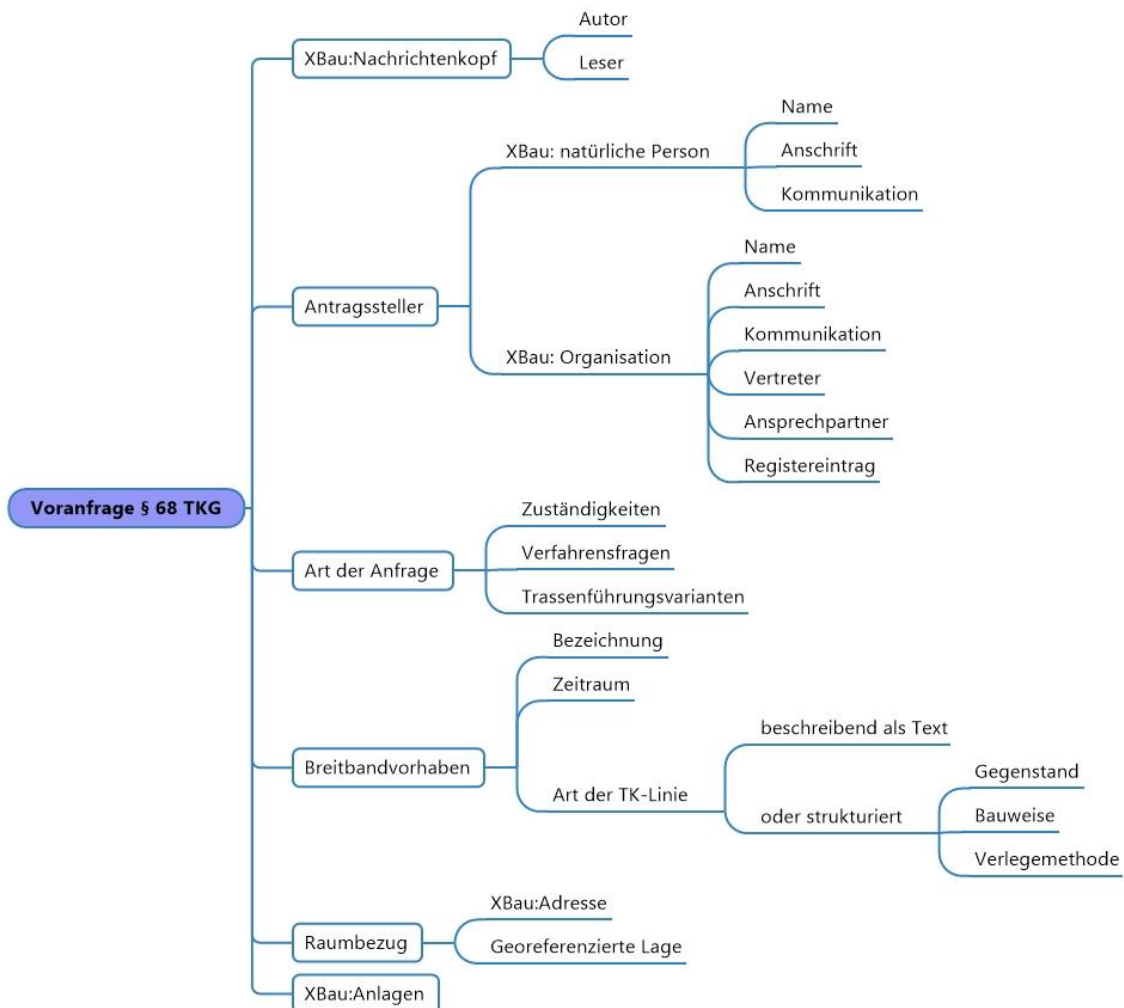 Voranfrage § 68 TKG
XBau:Nachrichtenkopf
Autor
Leser
Antragssteller
XBau: natürliche Person
Name
Anschrift
Kommunikation
XBau: Organisation
Name
Anschrift
Kommunikation
Vertreter
Ansprechpartner
Registereintrag
Art der Anfrage
Zuständigkeiten
Verfahrensfragen
Trassenführungsvarianten
Breitbandvorhaben
Bezeichnung
Zeitraum
Art der TK-Linie
beschreibend als Text
oder strukturiert
Gegenstand
Bauweise
Verlegemethode
Raumbezug
XBau:Adresse
Georeferenzierte Lage
XBau:Anlagen